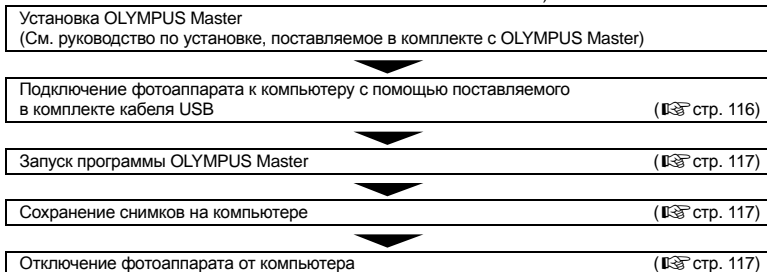 Установка OLYMPUS Master
(См. руководство по установке, поставляемое в комплекте с OLYMPUS Master)
Подключение фотоаппарата к компьютеру с помощью поставляемого
в комплекте кабеля USB (☞ стр. 116)
Запуск программы OLYMPUS Master (☞ стр. 117)
Сохранение снимков на компьютере (☞ стр. 117)
Отключение фотоаппарата от компьютера (☞ стр. 117)